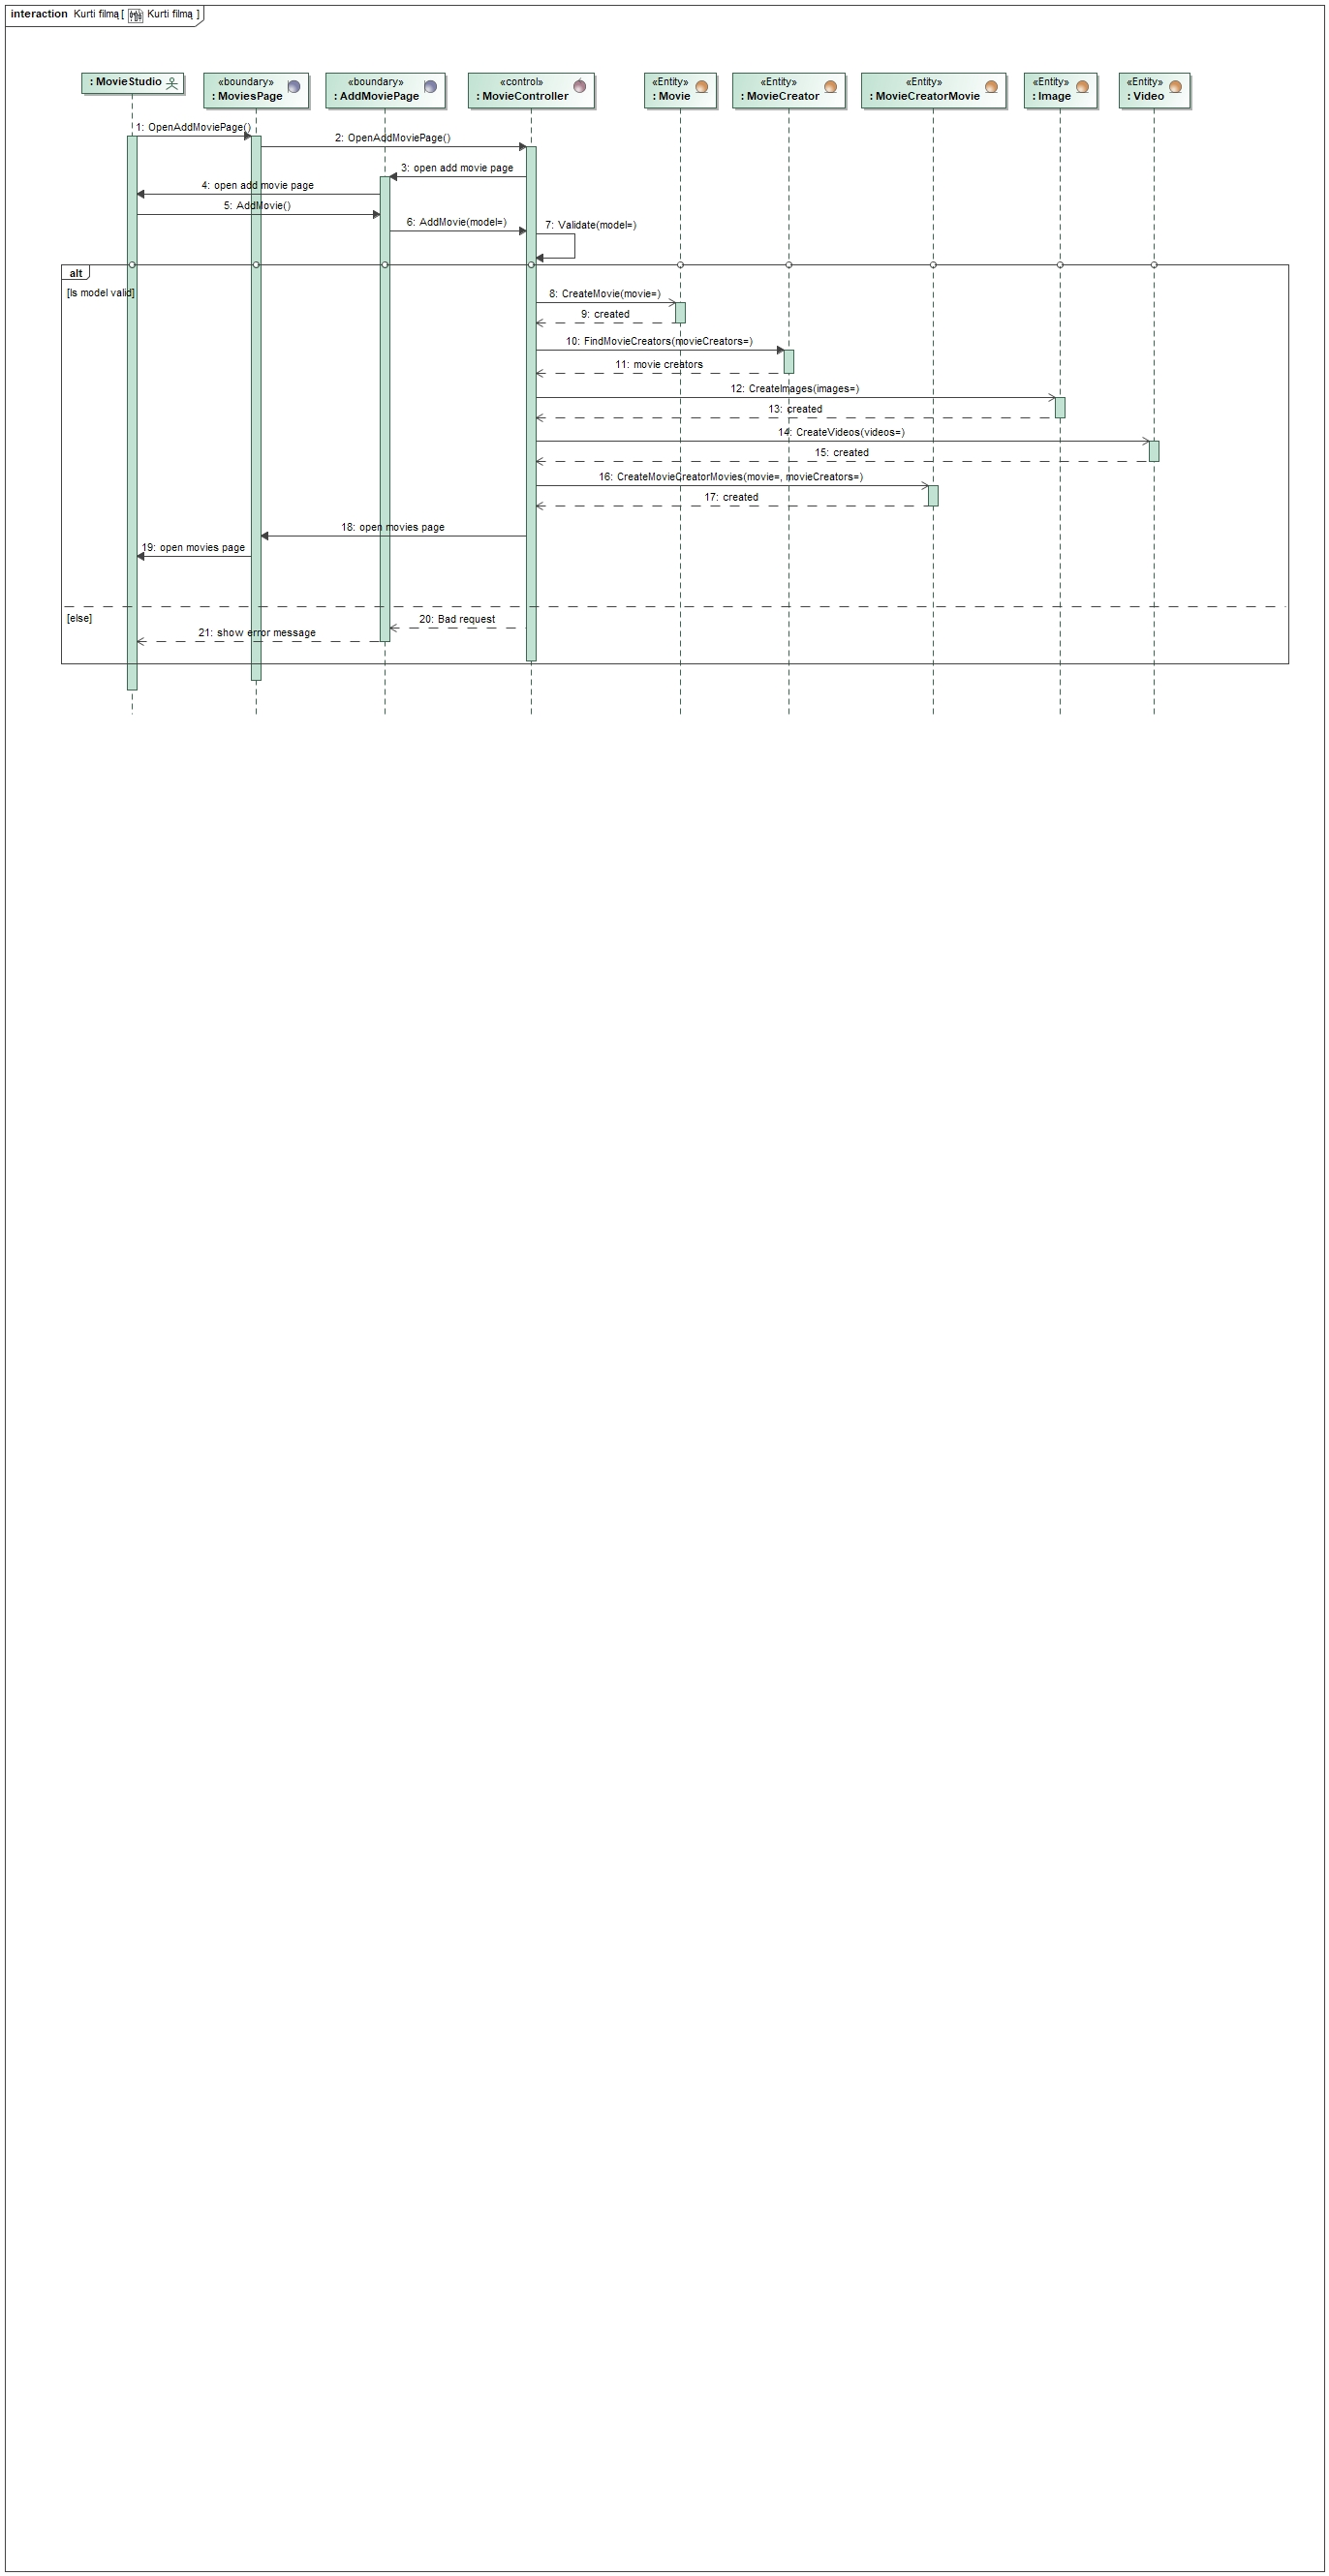 interaction Kurti filmą [ Kurti filmą ]
: MovieStudio
«boundary»
: MoviesPage
«boundary»
: AddMoviePage
«control»
: MovieController
«Entity»
: Movie
«Entity»
: MovieCreator
«Entity»
: MovieCreatorMovie
«Entity»
: Image
«Entity»
: Video
1: OpenAddMoviePage()
2: OpenAddMoviePage()
3: open add movie page
4: open add movie page
5: AddMovie()
6: AddMovie(model=)
7: Validate(model=)
alt
[Is model valid]
8: CreateMovie(movie=)
9: created
10: FindMovieCreators(movieCreators=)
11: movie creators
12: CreateImages(images=)
13: created
14: CreateVideos(videos=)
15: created
16: CreateMovieCreatorMovies(movie=, movieCreators=)
17: created
18: open movies page
19: open movies page
[else]
20: Bad request
21: show error message